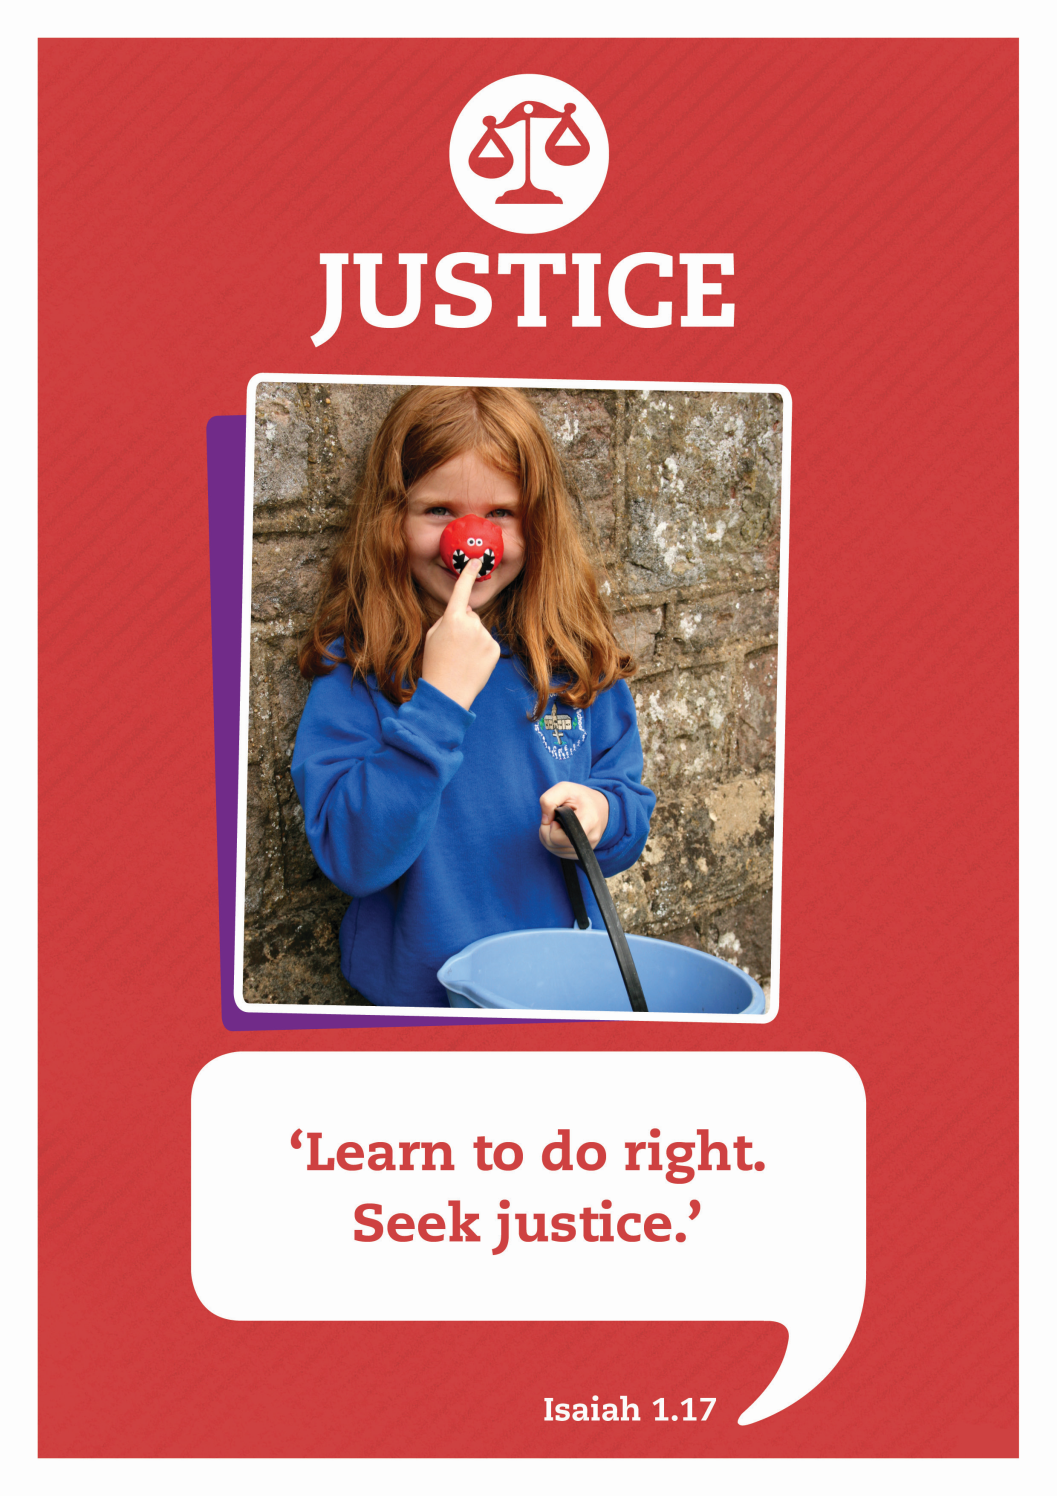 JUSTICE
‘Learn to do right.
Seek justice.’
Isaiah 1.17